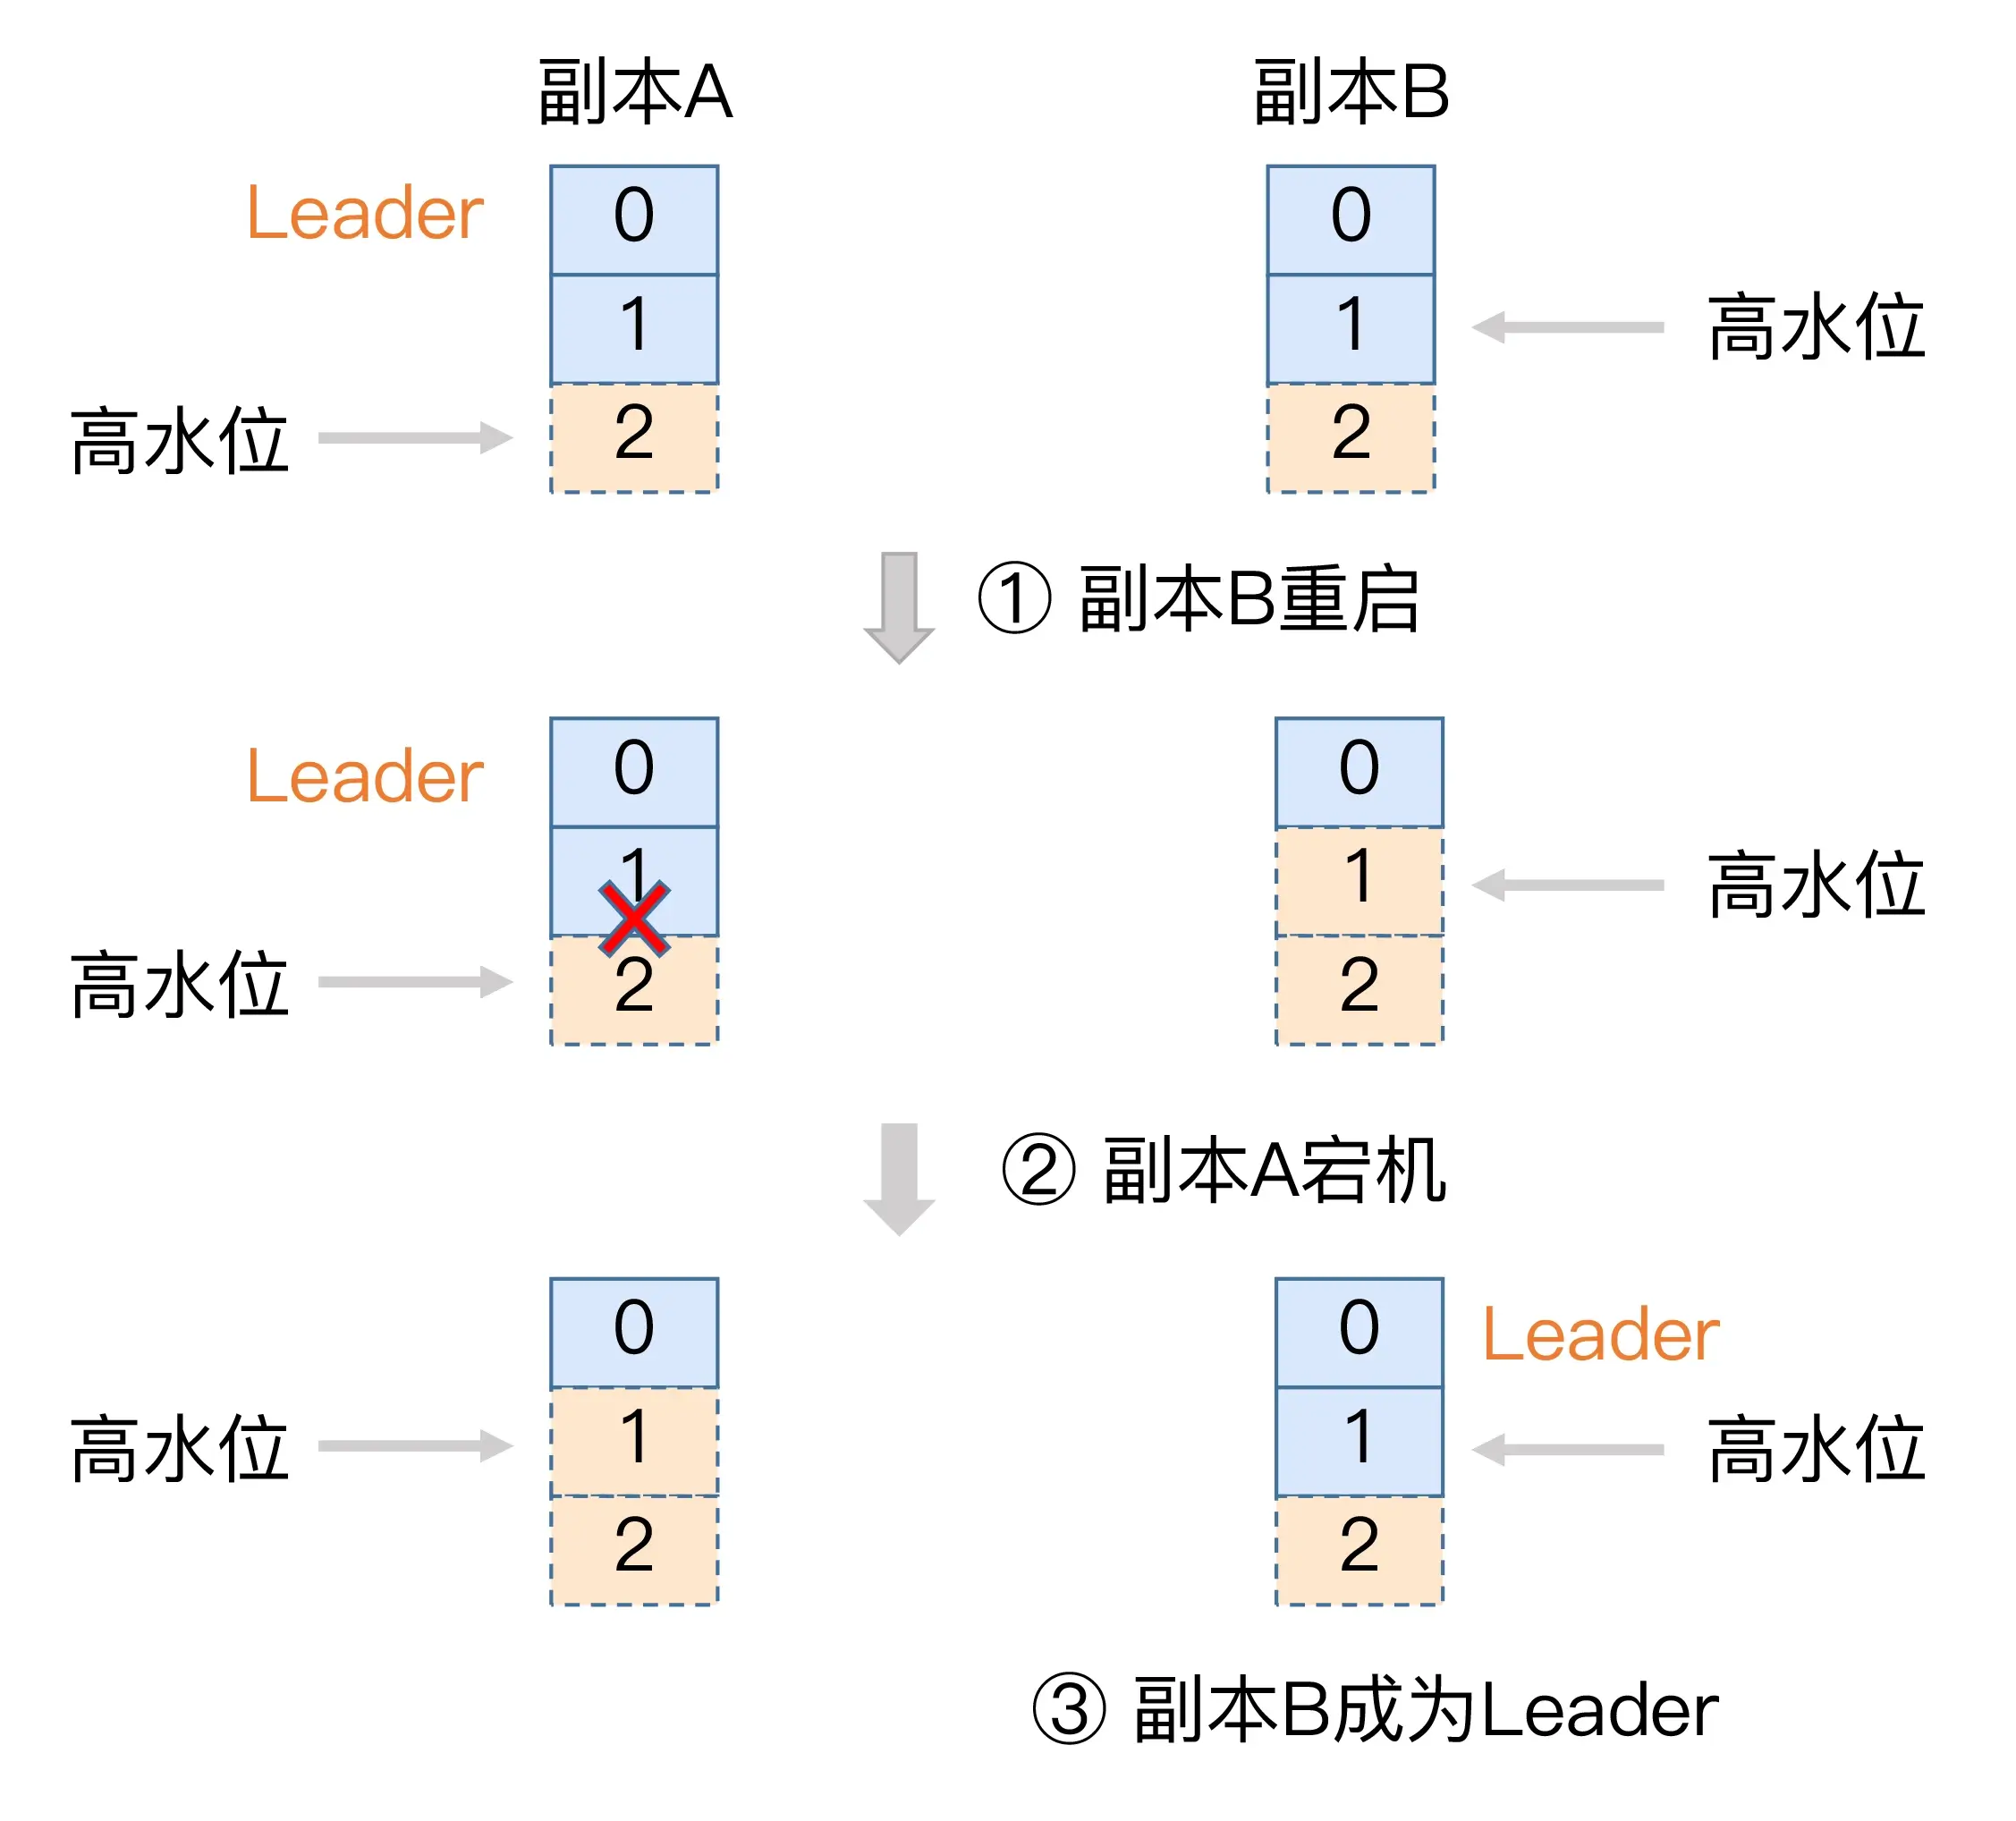 副本A 副本B
Leader 0 0
1 1 高水位
高水位 2 2
① 副本B重启
Leader 0 0
1 1 高水位
高水位 2 2
② 副本A宕机
0 0 Leader
高水位 1 1 高水位
2 2
③ 副本B成为Leader